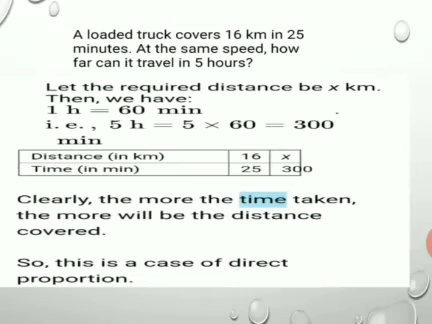 A loaded truck covers 16 km in 25
minutes. At the same speed, how
far can it travel in 5 hours?
Let the required distance be x km.
Then, we have:
1 h = 60 min
i. e. , 5 h = 5 × 60 = 300
min
Distance (in km) 16 x
Time (in min) 25 300
Clearly, the more the time taken,
the more will be the distance
covered.
So, this is a case of direct
proportion.